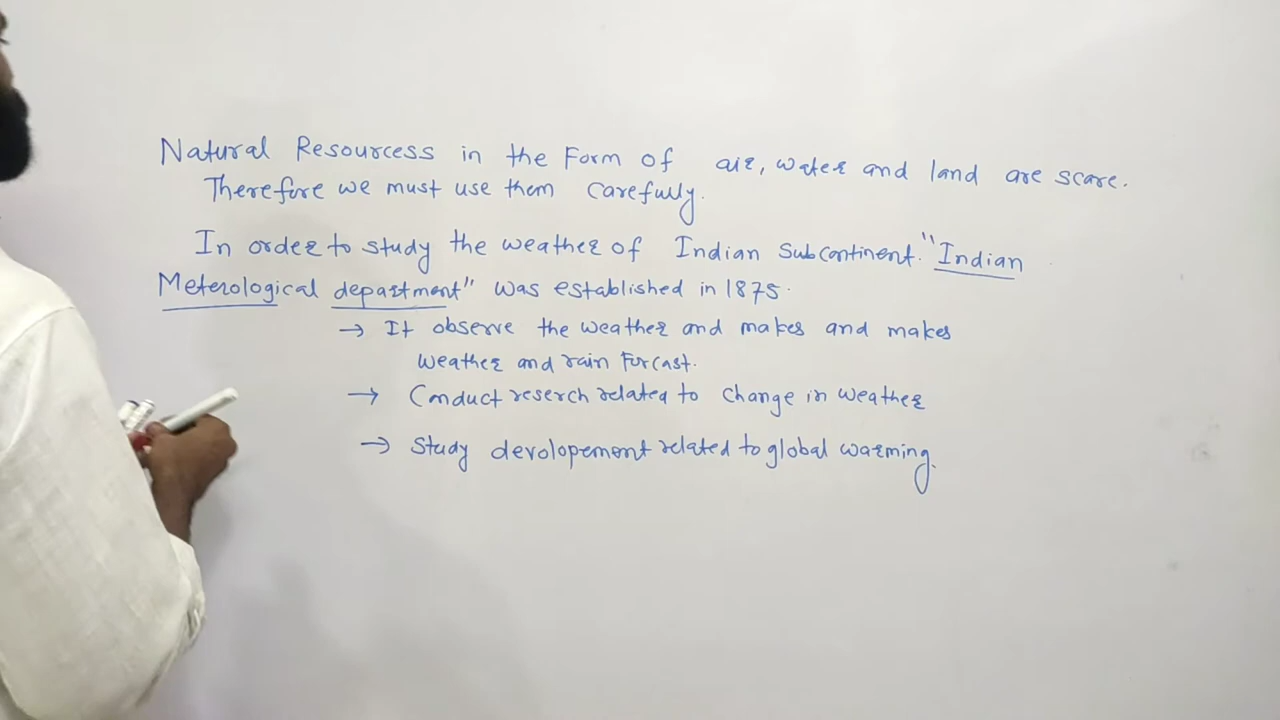 Natural Resourcess in the Form of air, water and land are scare.
Therefore we must use them carefully.
In order to study the weather of Indian Subcontinent. "Indian
Meterological department" was established in 1875.
→ It observe the weather and makes and makes
weather and rain forcast.
→ Conduct reserch related to change in weather
→ Study devolopement related to global warming.